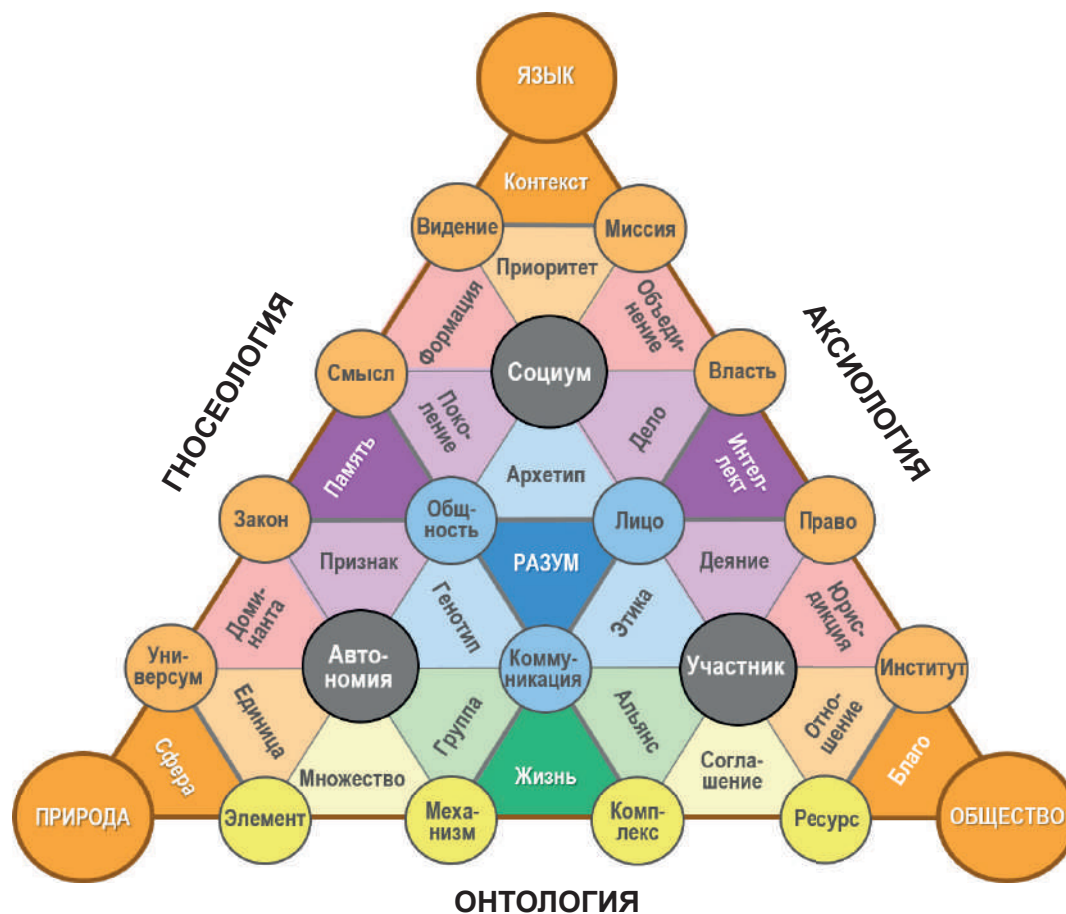 ЯЗЫК
Контекст
Видение
Миссия
Приоритет
Формация
Объеди-
нение
ГНОСЕОЛОГИЯ
АКСИОЛОГИЯ
Смысл
Социум
Власть
Поко-
ление
Дело
Память
Архетип
Интел-
лект
Закон
Общ-
ность
Лицо
Право
Признак
РАЗУМ
Деяние
Доми-
нанта
Генотип
Этика
Юрис-
дикция
Уни-
версум
Авто-
номия
Комму-
никация
Участник
Институт
Единица
Группа
Альянс
Отно-
шение
Сфера
Множество
Жизнь
Согла-
шение
Благо
ПРИРОДА
Элемент
Меха-
низм
Комп-
лекс
Ресурс
ОБЩЕСТВО
ОНТОЛОГИЯ